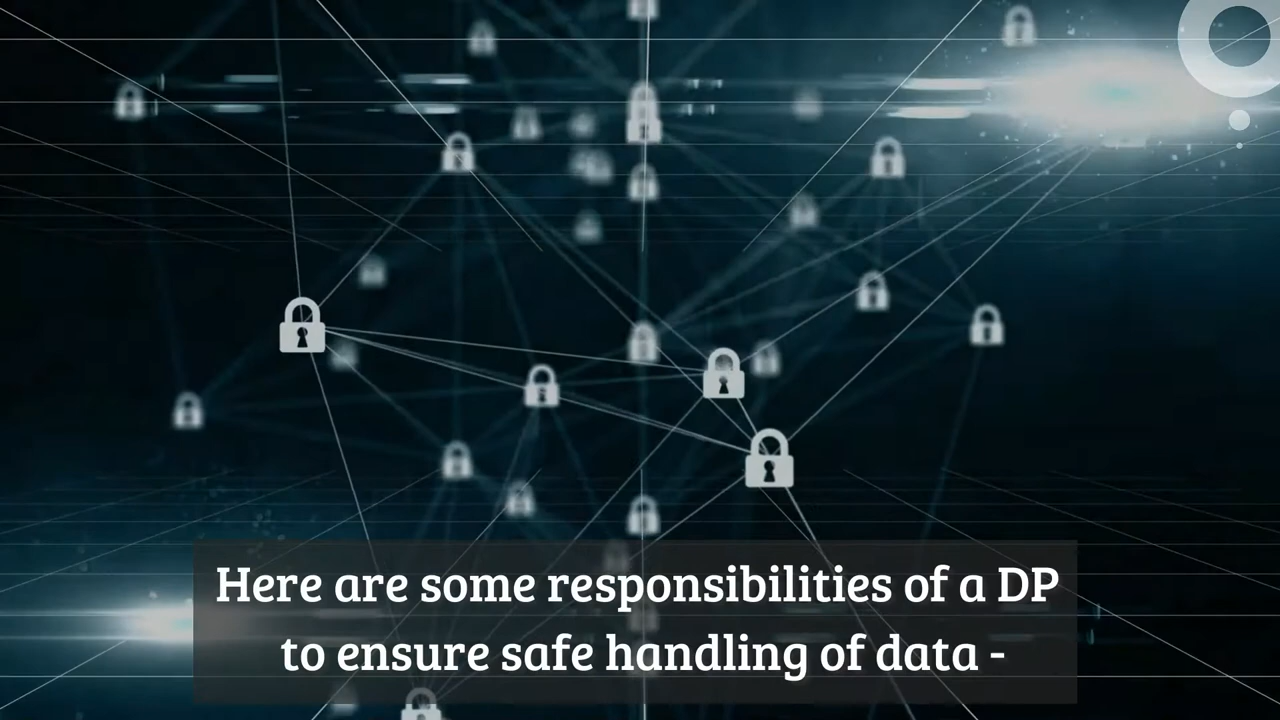 Here are some responsibilities of a DP
to ensure safe handling of data -